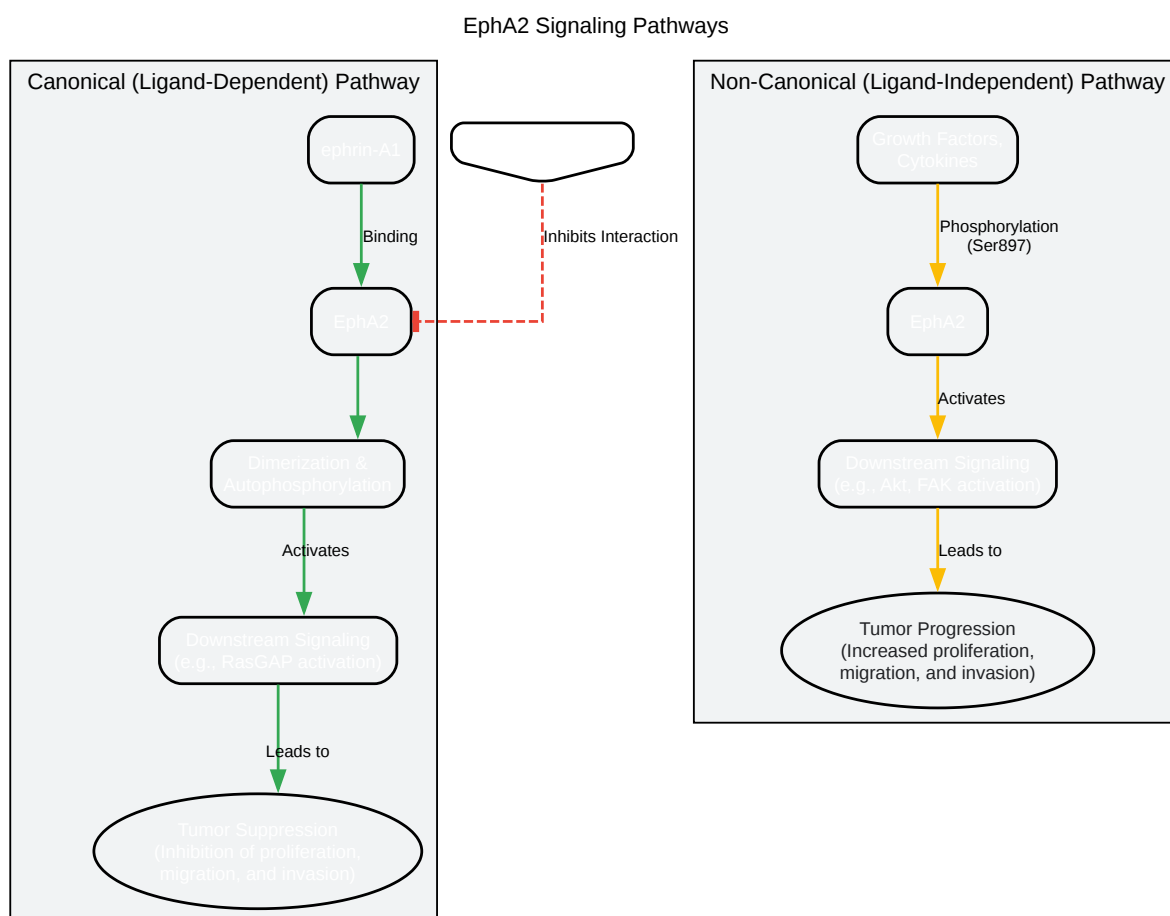 EphA2 Signaling Pathways
Canonical (Ligand-Dependent) Pathway
ephrin-A1
Binding
Inhibits Interaction
EphA2
Dimerization &
Autophosphorylation
Activates
Downstream Signaling
(e.g., RasGAP activation)
Leads to
Tumor Suppression
(Inhibition of proliferation,
migration, and invasion)
Non-Canonical (Ligand-Independent) Pathway
Growth Factors,
Cytokines
Phosphorylation
(Ser897)
EphA2
Activates
Downstream Signaling
(e.g., Akt, FAK activation)
Leads to
Tumor Progression
(Increased proliferation,
migration, and invasion)